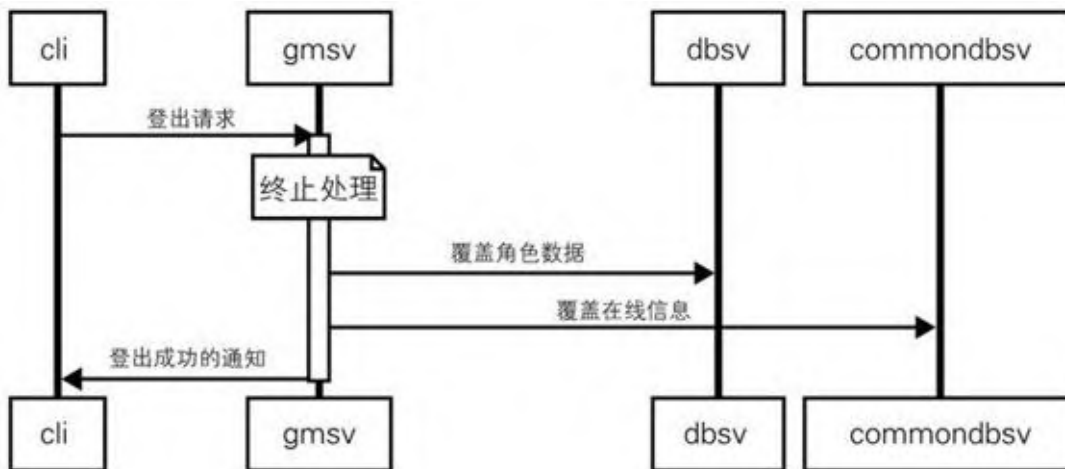 cli
gmsv
dbsv
commondbsv
登出请求
终止处理
覆盖角色数据
覆盖在线信息
登出成功的通知
cli
gmsv
dbsv
commondbsv